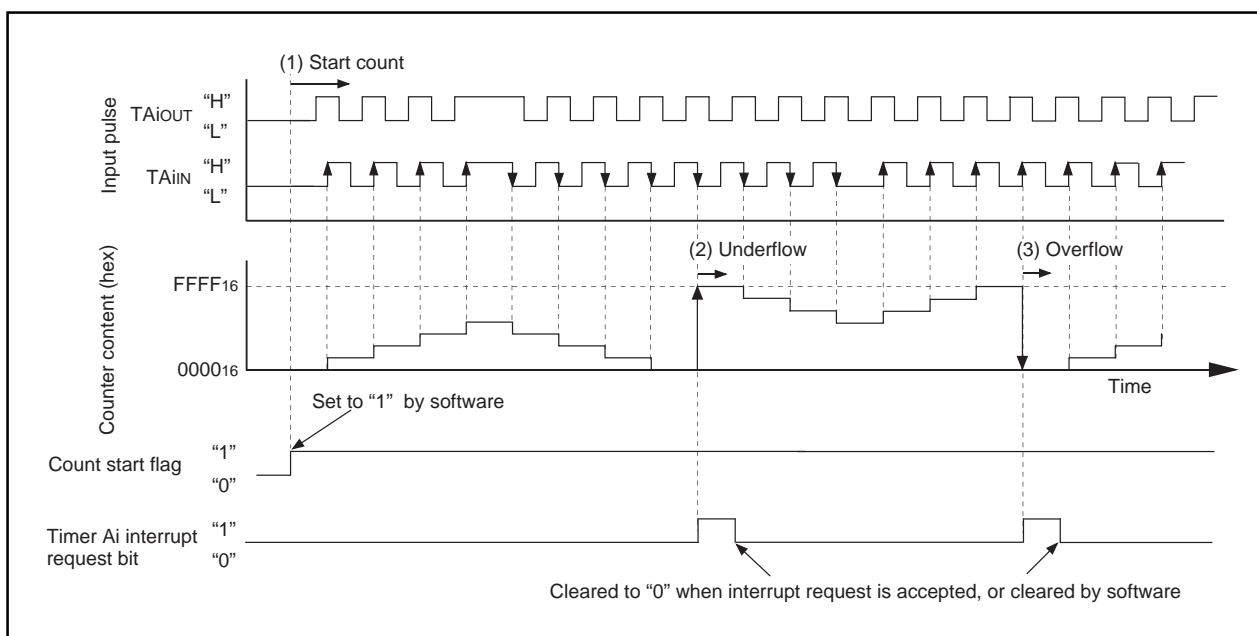 (1) Start count
Input pulse
TAiOUT
“H”
“L”
TAiIN
“H”
“L”
Counter content (hex)
FFFF16
000016
(2) Underflow
(3) Overflow
Time
Set to “1” by software
Count start flag
“1”
“0”
Timer Ai interrupt
request bit
“1”
“0”
Cleared to “0” when interrupt request is accepted, or cleared by software